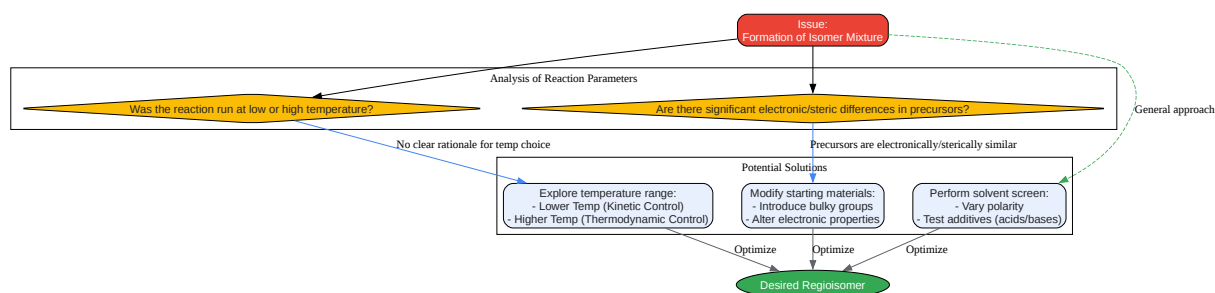 Issue:
Formation of Isomer Mixture
Analysis of Reaction Parameters
Was the reaction run at low or high temperature?
Are there significant electronic/steric differences in precursors?
General approach
No clear rationale for temp choice
Precursors are electronically/sterically similar
Potential Solutions
Explore temperature range:
- Lower Temp (Kinetic Control)
- Higher Temp (Thermodynamic Control)
Modify starting materials:
- Introduce bulky groups
- Alter electronic properties
Perform solvent screen:
- Vary polarity
- Test additives (acids/bases)
Optimize
Optimize
Optimize
Desired Regioisomer